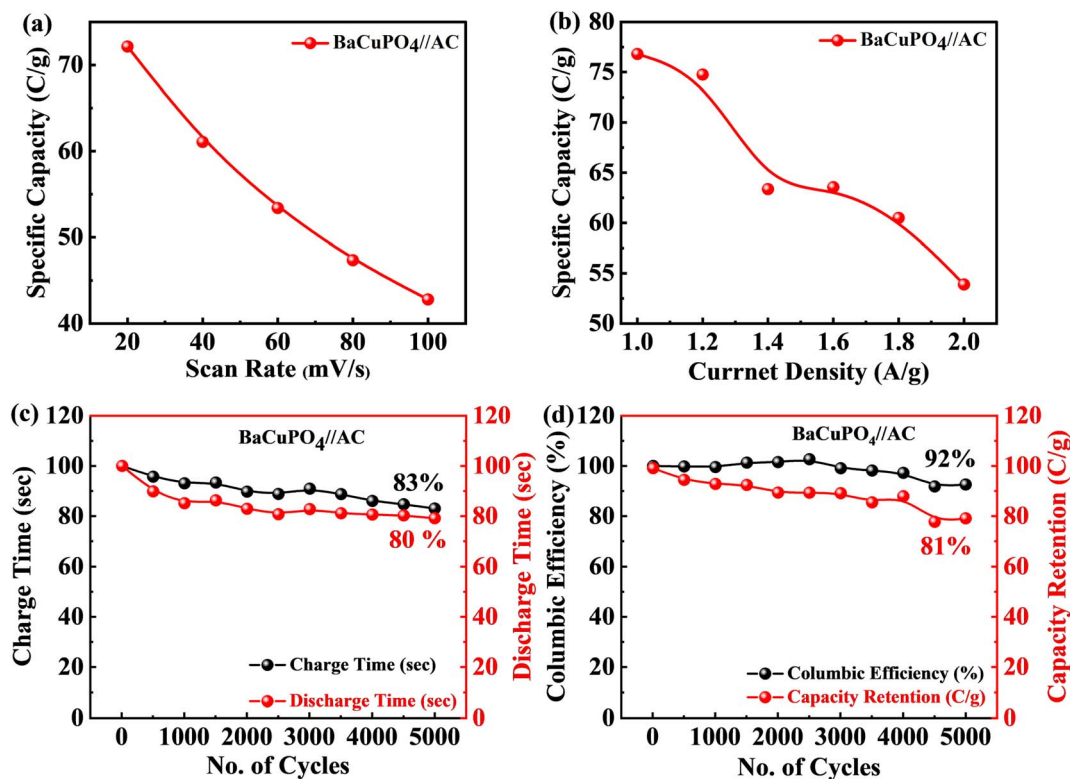 (a)
BaCuPO4//AC
Specific Capacity (C/g)
70
60
50
40
20 40 60 80 100
Scan Rate (mV/s)
(b)
BaCuPO4//AC
Specific Capacity (C/g)
80
75
70
65
60
55
50
1.0 1.2 1.4 1.6 1.8 2.0
Currnet Density (A/g)
(c)
BaCuPO4//AC
Charge Time (sec)
120
100
80
60
40
20
0
83%
80 %
Charge Time (sec)
Discharge Time (sec)
0 1000 2000 3000 4000 5000
No. of Cycles
120
100
80
60
40
20
0
Discharge Time (sec)
(d)
BaCuPO4//AC
Columbic Efficiency (%)
120
100
80
60
40
20
0
92%
81%
Columbic Efficiency (%)
Capacity Retention (C/g)
0 1000 2000 3000 4000 5000
No. of Cycles
120
100
80
60
40
20
0
Capacity Retention (C/g)